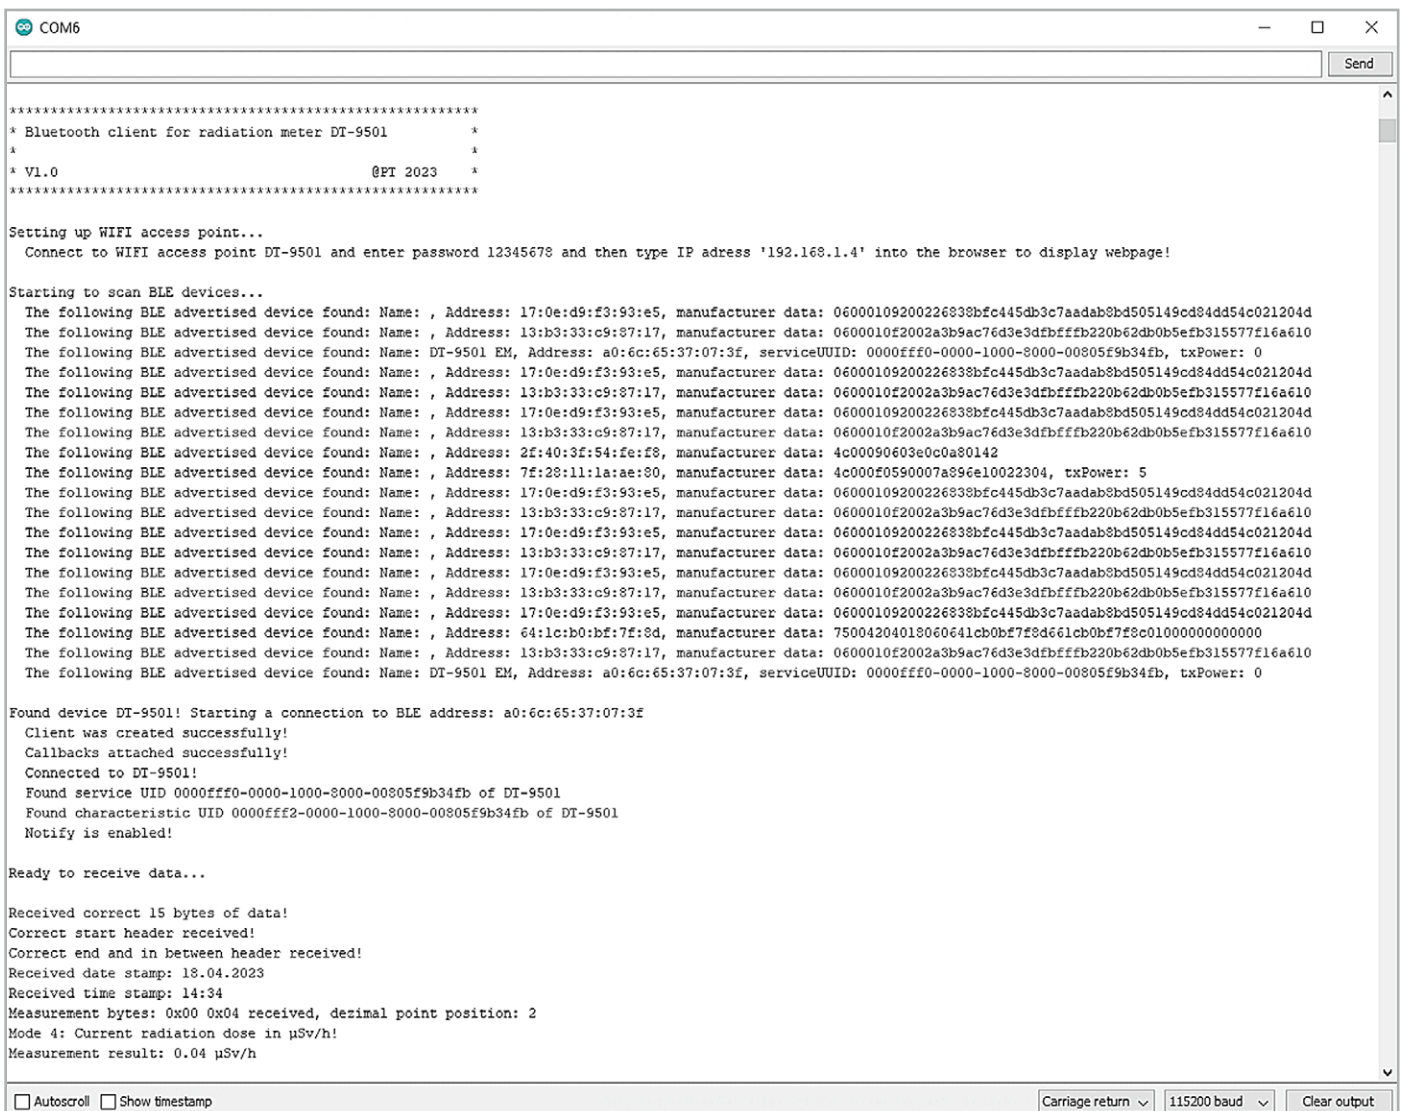 COM6
Send
*********************************************************
* Bluetooth client for radiation meter DT-9501 *
* *
* V1.0 @PT 2023 *
*********************************************************
Setting up WIFI access point...
Connect to WIFI access point DT-9501 and enter password 12345678 and then type IP adress '192.168.1.4' into the browser to display webpage!
Starting to scan BLE devices...
The following BLE advertised device found: Name: , Address: 17:0e:d9:f3:93:e5, manufacturer data: 06000109200226838bfc445db3c7aadab8bd505149cd84dd54c021204d
The following BLE advertised device found: Name: , Address: 13:b3:33:c9:87:17, manufacturer data: 0600010f2002a3b9ac76d3e3dfbfffb220b62db0b5efb315577f16a610
The following BLE advertised device found: Name: DT-9501 EM, Address: a0:6c:65:37:07:3f, serviceUUID: 0000fff0-0000-1000-8000-00805f9b34fb, txPower: 0
The following BLE advertised device found: Name: , Address: 17:0e:d9:f3:93:e5, manufacturer data: 06000109200226838bfc445db3c7aadab8bd505149cd84dd54c021204d
The following BLE advertised device found: Name: , Address: 13:b3:33:c9:87:17, manufacturer data: 0600010f2002a3b9ac76d3e3dfbfffb220b62db0b5efb315577f16a610
The following BLE advertised device found: Name: , Address: 17:0e:d9:f3:93:e5, manufacturer data: 06000109200226838bfc445db3c7aadab8bd505149cd84dd54c021204d
The following BLE advertised device found: Name: , Address: 13:b3:33:c9:87:17, manufacturer data: 0600010f2002a3b9ac76d3e3dfbfffb220b62db0b5efb315577f16a610
The following BLE advertised device found: Name: , Address: 2f:40:3f:54:fe:f8, manufacturer data: 4c00090603e0c0a80142
The following BLE advertised device found: Name: , Address: 7f:28:11:1a:ae:80, manufacturer data: 4c000f0590007a896e10022304, txPower: 5
The following BLE advertised device found: Name: , Address: 17:0e:d9:f3:93:e5, manufacturer data: 06000109200226838bfc445db3c7aadab8bd505149cd84dd54c021204d
The following BLE advertised device found: Name: , Address: 13:b3:33:c9:87:17, manufacturer data: 0600010f2002a3b9ac76d3e3dfbfffb220b62db0b5efb315577f16a610
The following BLE advertised device found: Name: , Address: 17:0e:d9:f3:93:e5, manufacturer data: 06000109200226838bfc445db3c7aadab8bd505149cd84dd54c021204d
The following BLE advertised device found: Name: , Address: 13:b3:33:c9:87:17, manufacturer data: 0600010f2002a3b9ac76d3e3dfbfffb220b62db0b5efb315577f16a610
The following BLE advertised device found: Name: , Address: 17:0e:d9:f3:93:e5, manufacturer data: 06000109200226838bfc445db3c7aadab8bd505149cd84dd54c021204d
The following BLE advertised device found: Name: , Address: 13:b3:33:c9:87:17, manufacturer data: 0600010f2002a3b9ac76d3e3dfbfffb220b62db0b5efb315577f16a610
The following BLE advertised device found: Name: , Address: 17:0e:d9:f3:93:e5, manufacturer data: 06000109200226838bfc445db3c7aadab8bd505149cd84dd54c021204d
The following BLE advertised device found: Name: , Address: 64:1c:b0:bf:7f:8d, manufacturer data: 75004204018060641cb0bf7f8d661cb0bf7f8c01000000000000
The following BLE advertised device found: Name: , Address: 13:b3:33:c9:87:17, manufacturer data: 0600010f2002a3b9ac76d3e3dfbfffb220b62db0b5efb315577f16a610
The following BLE advertised device found: Name: DT-9501 EM, Address: a0:6c:65:37:07:3f, serviceUUID: 0000fff0-0000-1000-8000-00805f9b34fb, txPower: 0
Found device DT-9501! Starting a connection to BLE address: a0:6c:65:37:07:3f
Client was created successfully!
Callbacks attached successfully!
Connected to DT-9501!
Found service UID 0000fff0-0000-1000-8000-00805f9b34fb of DT-9501
Found characteristic UID 0000fff2-0000-1000-8000-00805f9b34fb of DT-9501
Notify is enabled!
Ready to receive data...
Received correct 15 bytes of data!
Correct start header received!
Correct end and in between header received!
Received date stamp: 18.04.2023
Received time stamp: 14:34
Measurement bytes: 0x00 0x04 received, dezimal point position: 2
Mode 4: Current radiation dose in µSv/h!
Measurement result: 0.04 µSv/h
Autoscroll Show timestamp Carriage return 115200 baud Clear output